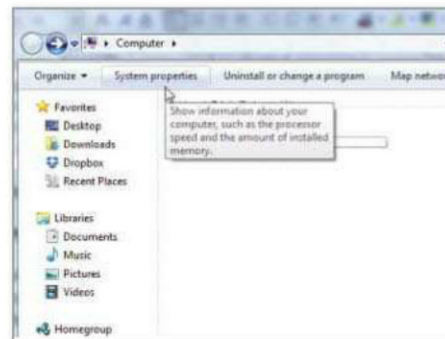 Computer
Organize
System properties
Uninstall or change a program
Map netwo
Favorites
Desktop
Downloads
Dropbox
Recent Places
Show information about your
computer, such as the processor
speed and the amount of installed
memory.
Libraries
Documents
Music
Pictures
Videos
Homegroup